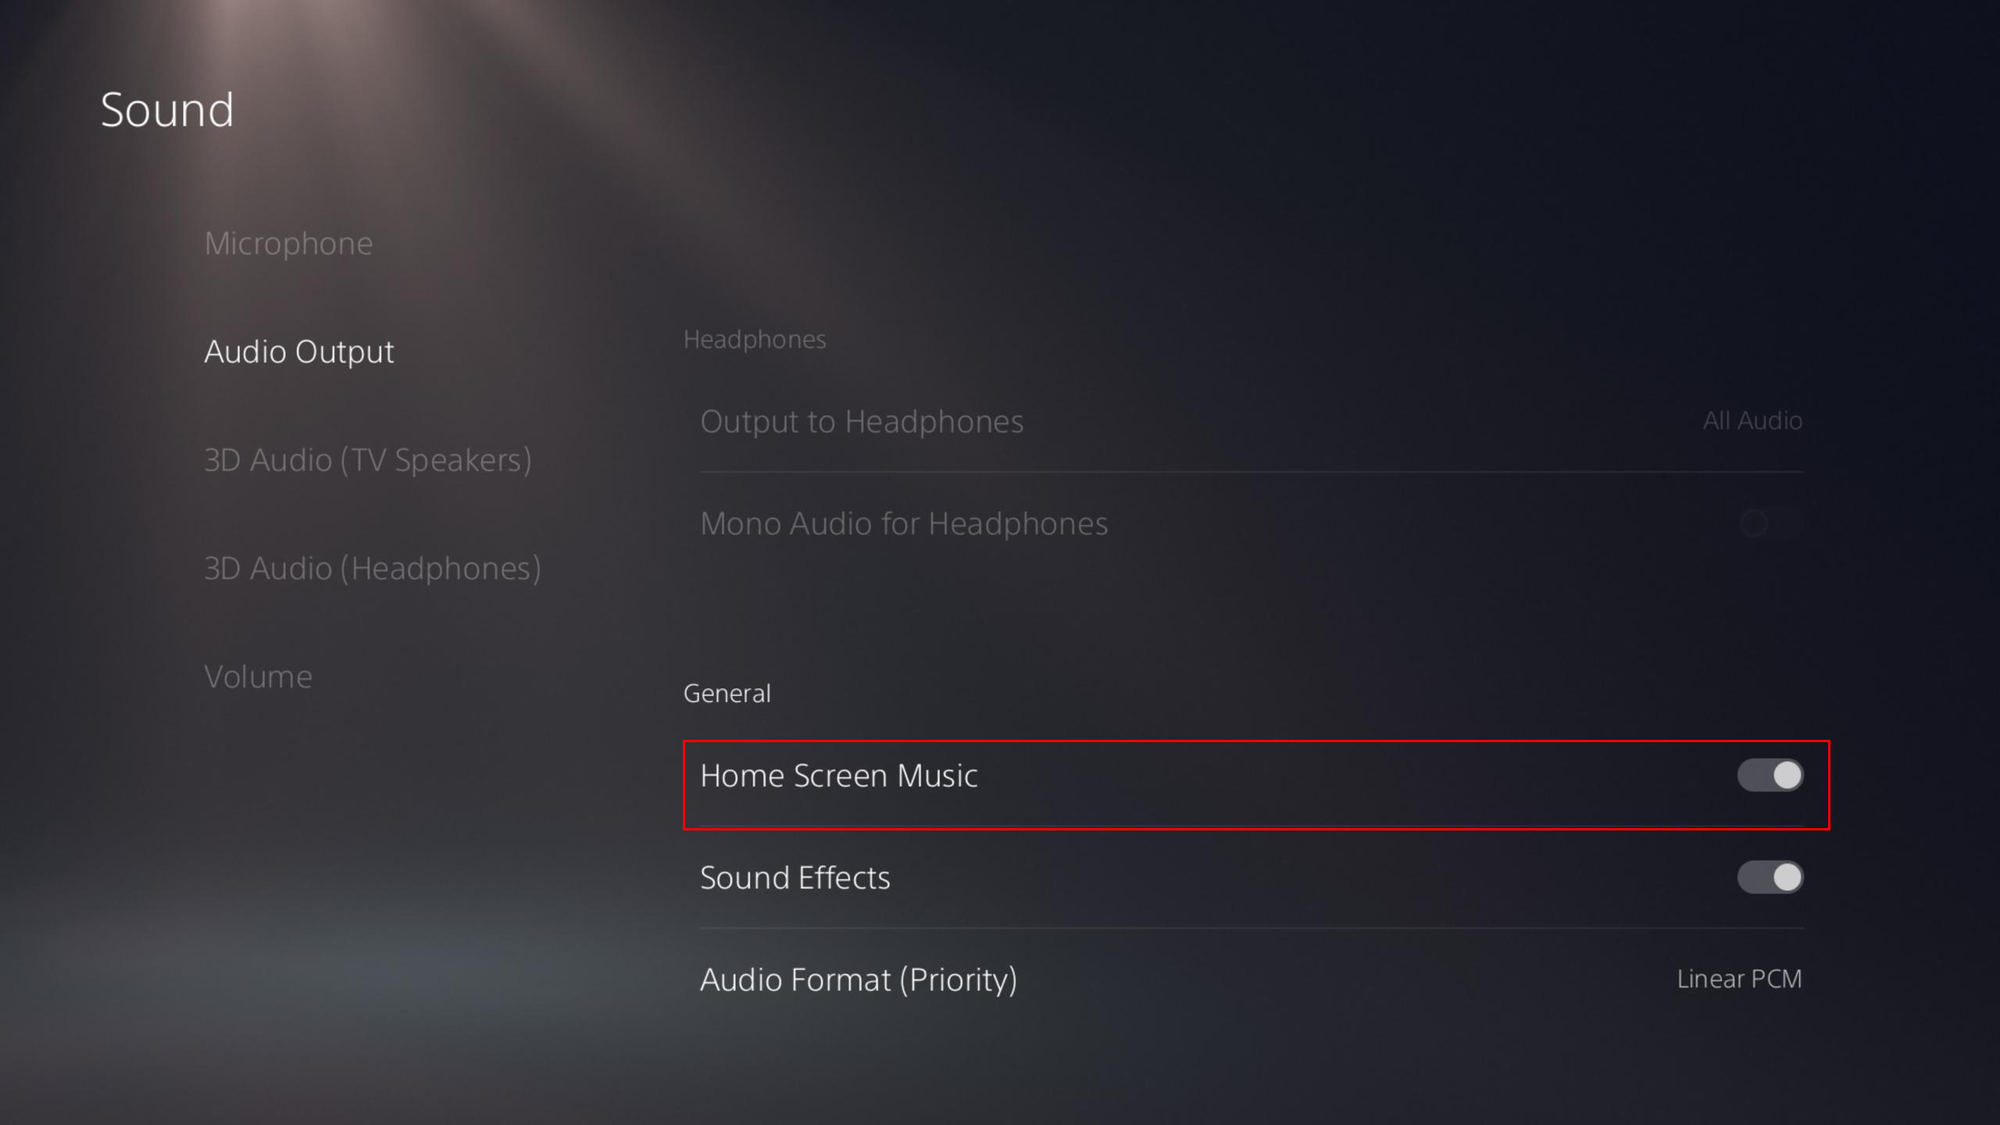 Sound
Microphone
Audio Output
3D Audio (TV Speakers)
3D Audio (Headphones)
Volume
Headphones
Output to Headphones All Audio
Mono Audio for Headphones
General
Home Screen Music
Sound Effects
Audio Format (Priority) Linear PCM